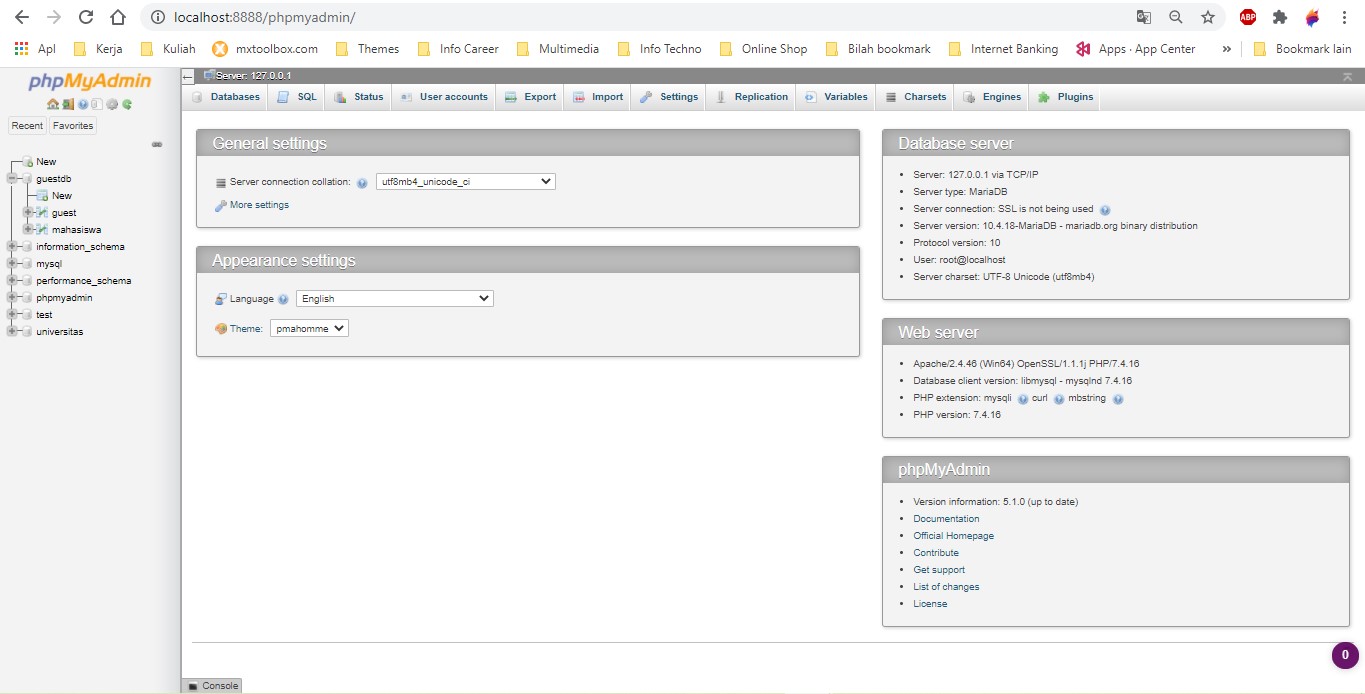 localhost:8888/phpmyadmin/
ABP
Apl Kerja Kuliah mxtoolbox.com Themes Info Career Multimedia Info Techno Online Shop Bilah bookmark Internet Banking Apps · App Center » Bookmark lain
phpMyAdmin
Recent Favorites
New
guestdb
New
guest
mahasiswa
information_schema
mysql
performance_schema
phpmyadmin
test
universitas
Server: 127.0.0.1
Databases SQL Status User accounts Export Import Settings Replication Variables Charsets Engines Plugins
General settings
Server connection collation: utf8mb4_unicode_ci
More settings
Appearance settings
Language English
Theme: pmahomme
Database server
Server: 127.0.0.1 via TCP/IP
Server type: MariaDB
Server connection: SSL is not being used
Server version: 10.4.18-MariaDB - mariadb.org binary distribution
Protocol version: 10
User: root@localhost
Server charset: UTF-8 Unicode (utf8mb4)
Web server
Apache/2.4.46 (Win64) OpenSSL/1.1.1j PHP/7.4.16
Database client version: libmysql - mysqlnd 7.4.16
PHP extension: mysqli curl mbstring
PHP version: 7.4.16
phpMyAdmin
Version information: 5.1.0 (up to date)
Documentation
Official Homepage
Contribute
Get support
List of changes
License
0
Console